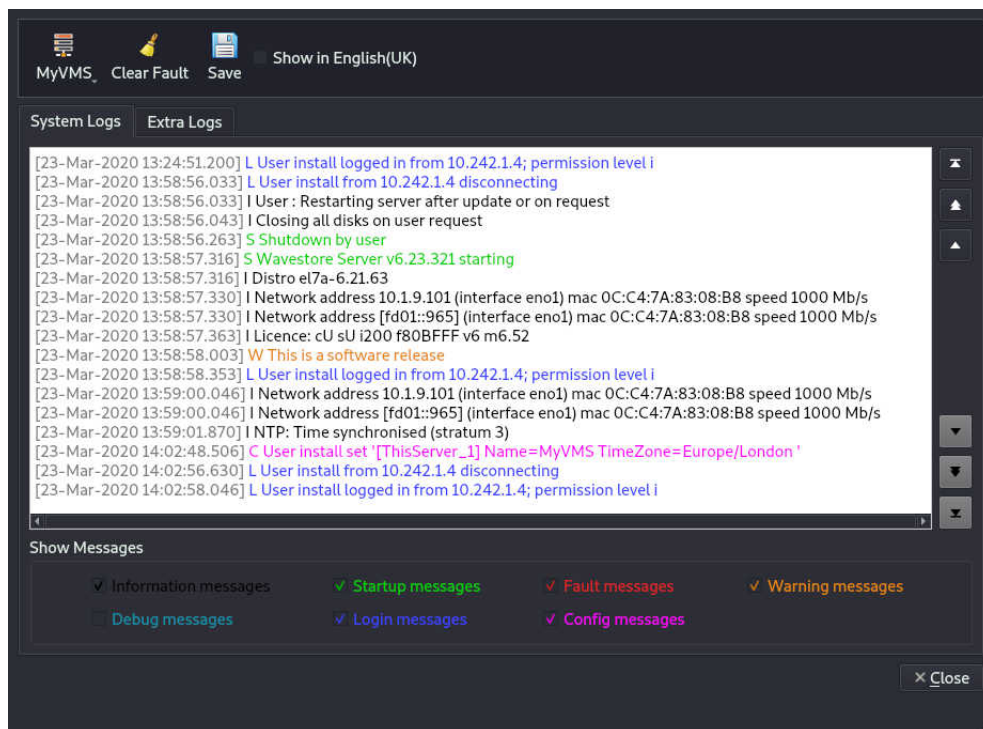 MyVMS Clear Fault Save Show in English(UK)
System Logs Extra Logs
[23-Mar-2020 13:24:51.200] L User install logged in from 10.242.1.4; permission level i
[23-Mar-2020 13:58:56.033] L User install from 10.242.1.4 disconnecting
[23-Mar-2020 13:58:56.033] I User : Restarting server after update or on request
[23-Mar-2020 13:58:56.043] I Closing all disks on user request
[23-Mar-2020 13:58:56.263] S Shutdown by user
[23-Mar-2020 13:58:57.316] S Wavestore Server v6.23.321 starting
[23-Mar-2020 13:58:57.316] I Distro el7a-6.21.63
[23-Mar-2020 13:58:57.330] I Network address 10.1.9.101 (interface eno1) mac 0C:C4:7A:83:08:B8 speed 1000 Mb/s
[23-Mar-2020 13:58:57.330] I Network address [fd01::965] (interface eno1) mac 0C:C4:7A:83:08:B8 speed 1000 Mb/s
[23-Mar-2020 13:58:57.363] I Licence: cU sU i200 f80BFFF v6 m6.52
[23-Mar-2020 13:58:58.003] W This is a software release
[23-Mar-2020 13:58:58.353] L User install logged in from 10.242.1.4; permission level i
[23-Mar-2020 13:59:00.046] I Network address 10.1.9.101 (interface eno1) mac 0C:C4:7A:83:08:B8 speed 1000 Mb/s
[23-Mar-2020 13:59:00.046] I Network address [fd01::965] (interface eno1) mac 0C:C4:7A:83:08:B8 speed 1000 Mb/s
[23-Mar-2020 13:59:01.870] I NTP: Time synchronised (stratum 3)
[23-Mar-2020 14:02:48.506] C User install set '[ThisServer_1] Name=MyVMS TimeZone=Europe/London '
[23-Mar-2020 14:02:56.630] L User install from 10.242.1.4 disconnecting
[23-Mar-2020 14:02:58.046] L User install logged in from 10.242.1.4; permission level i
Show Messages
Information messages Startup messages Fault messages Warning messages
Debug messages Login messages Config messages
Close